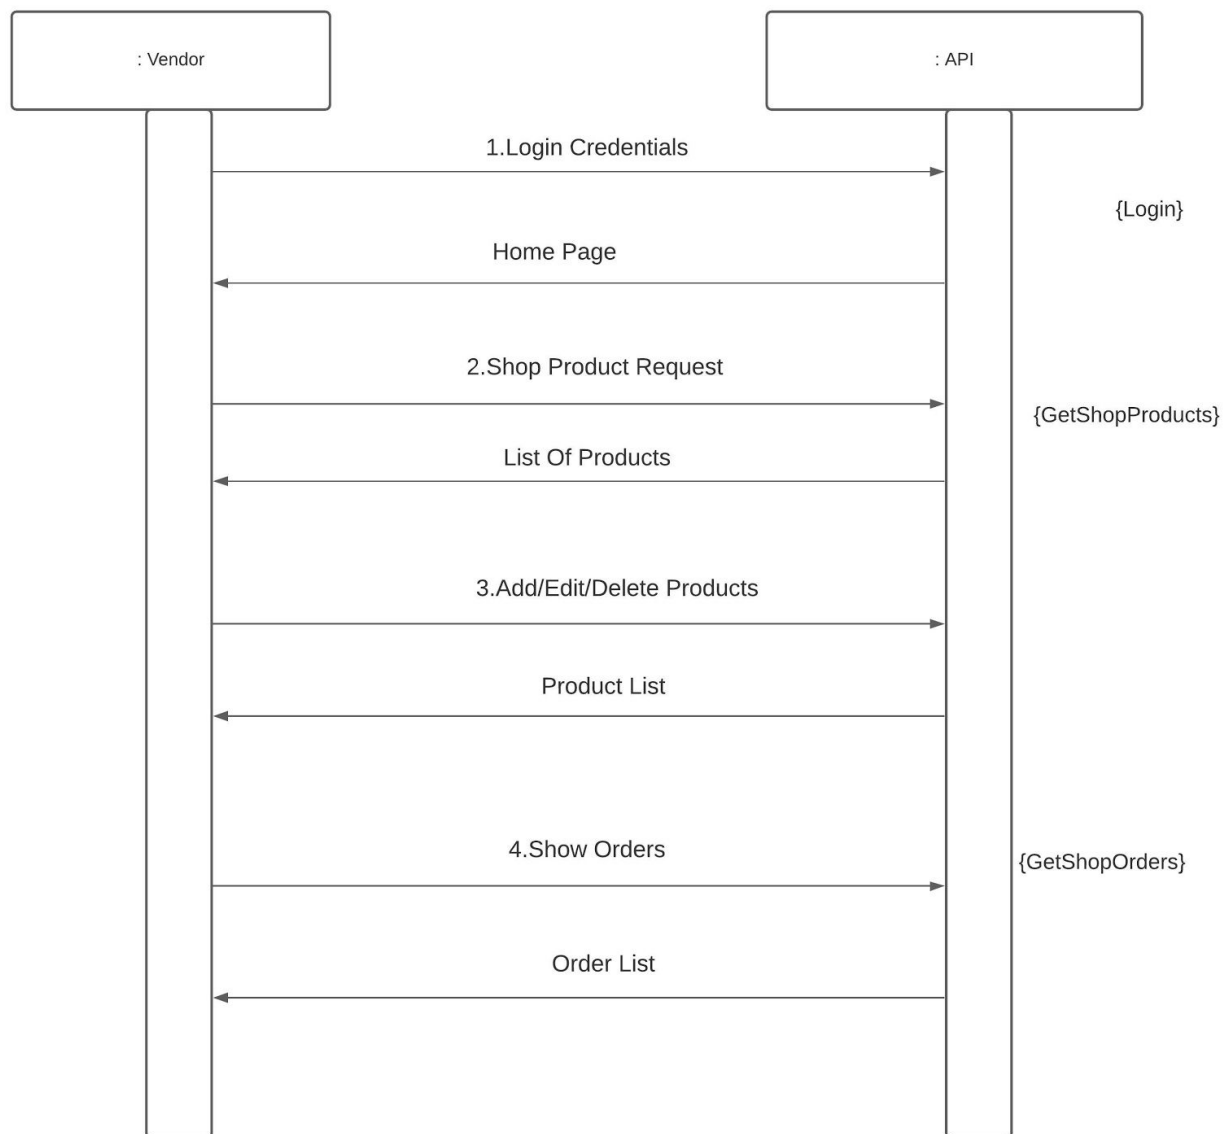 : Vendor
: API
1.Login Credentials
{Login}
Home Page
2.Shop Product Request
{GetShopProducts}
List Of Products
3.Add/Edit/Delete Products
Product List
4.Show Orders
{GetShopOrders}
Order List